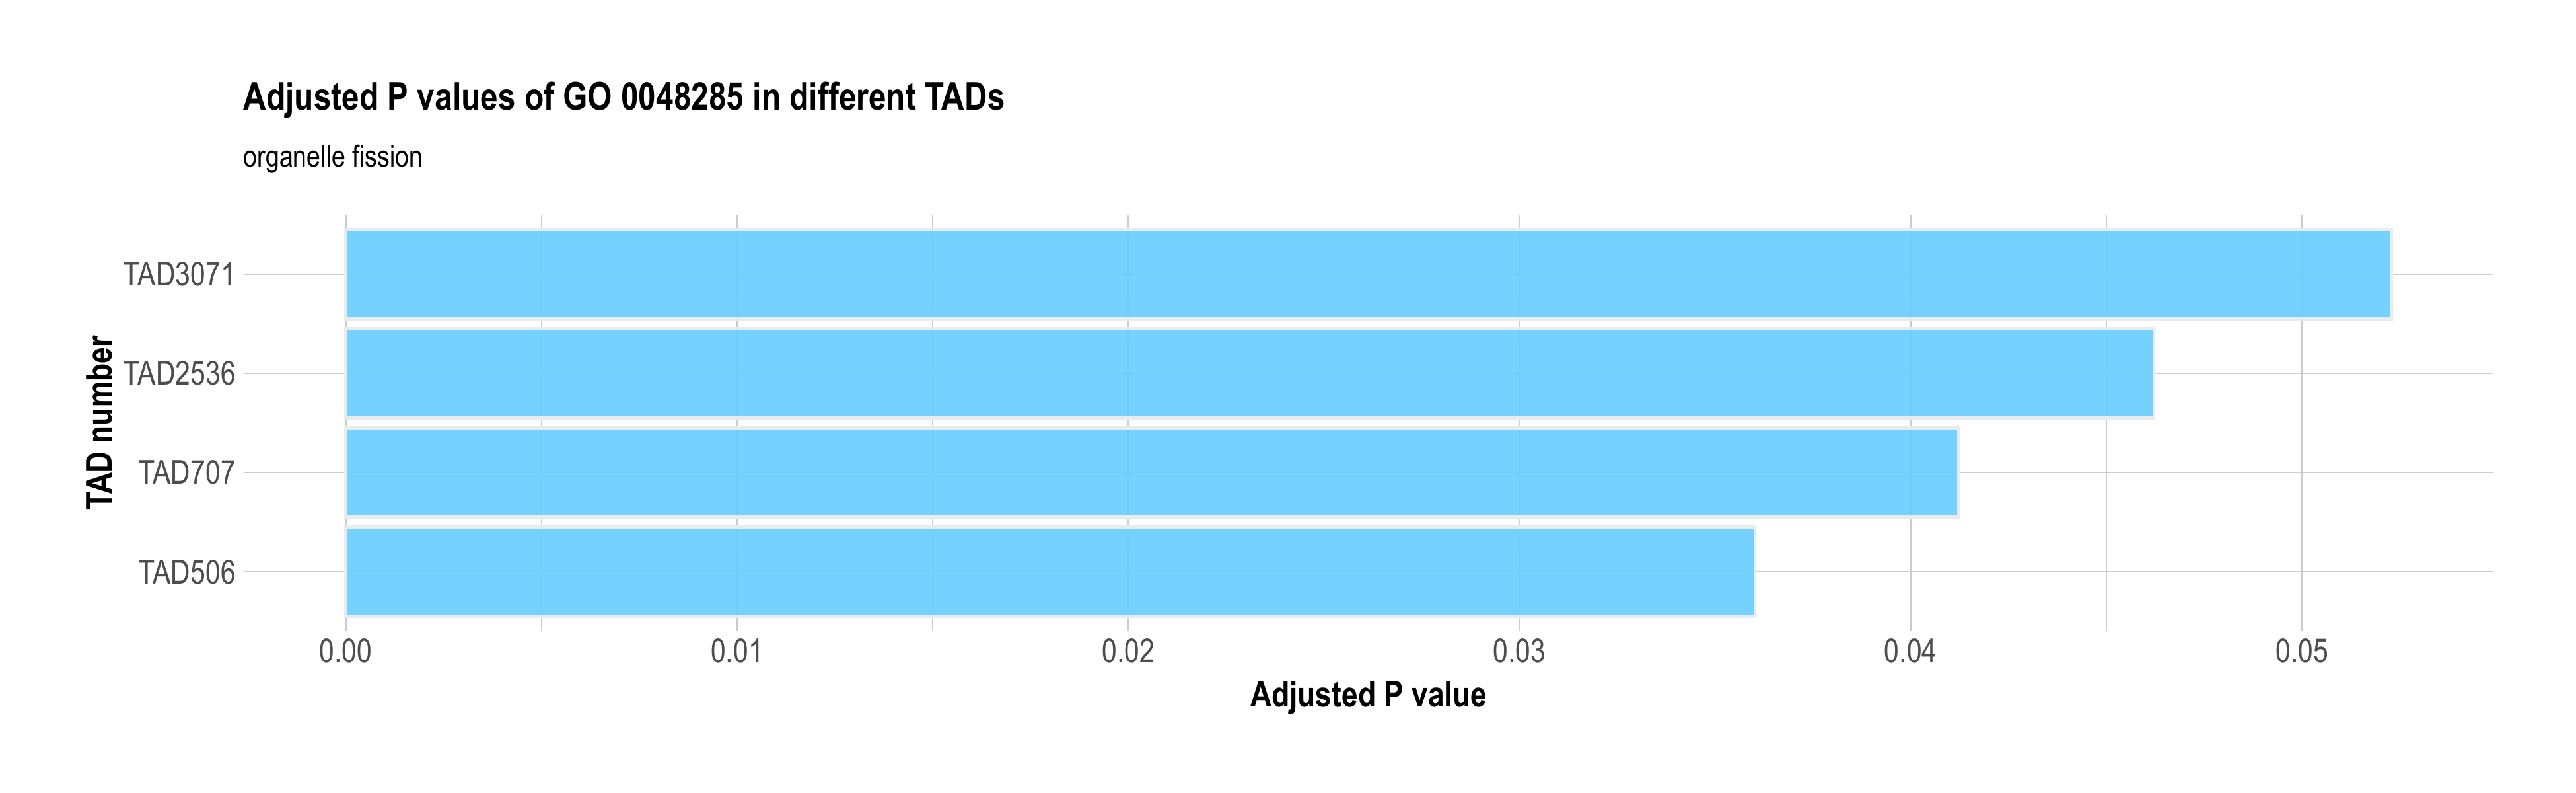 Adjusted P values of GO 0048285 in different TADs
organelle fission
TAD number
TAD3071
TAD2536
TAD707
TAD506
0.00 0.01 0.02 0.03 0.04 0.05
Adjusted P value